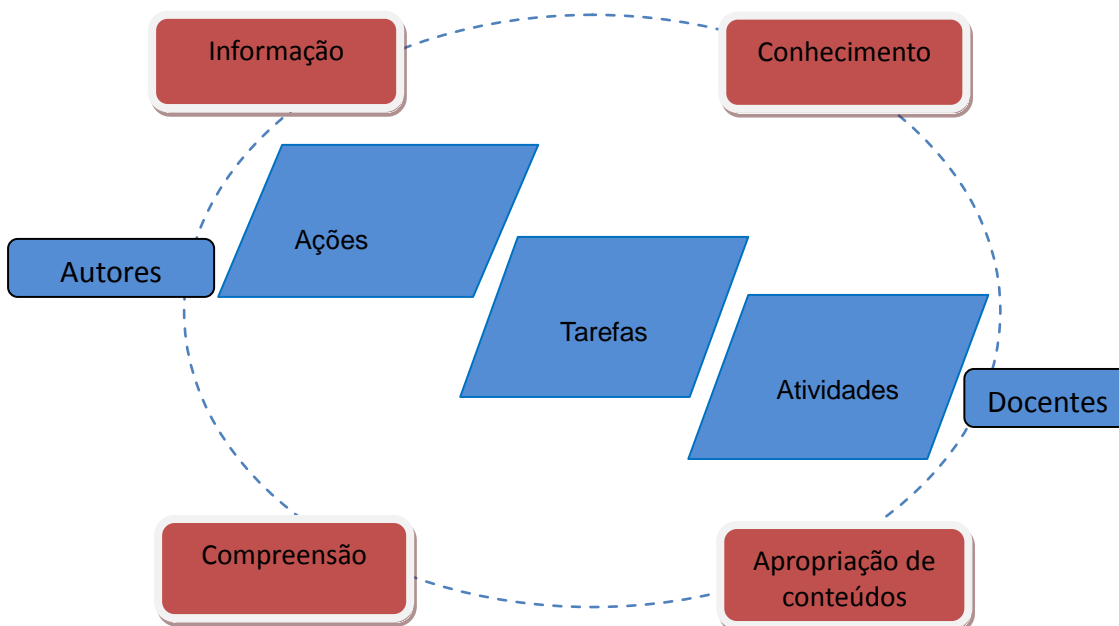 Informação
Conhecimento
Ações
Autores
Tarefas
Atividades
Docentes
Compreensão
Apropriação de
conteúdos